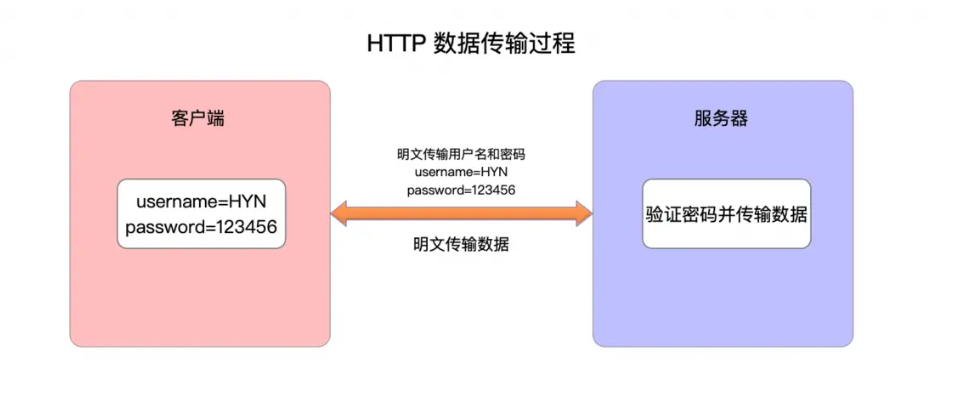 HTTP 数据传输过程
客户端
服务器
明文传输用户名和密码
username=HYN
password=123456
username=HYN
password=123456
验证密码并传输数据
明文传输数据